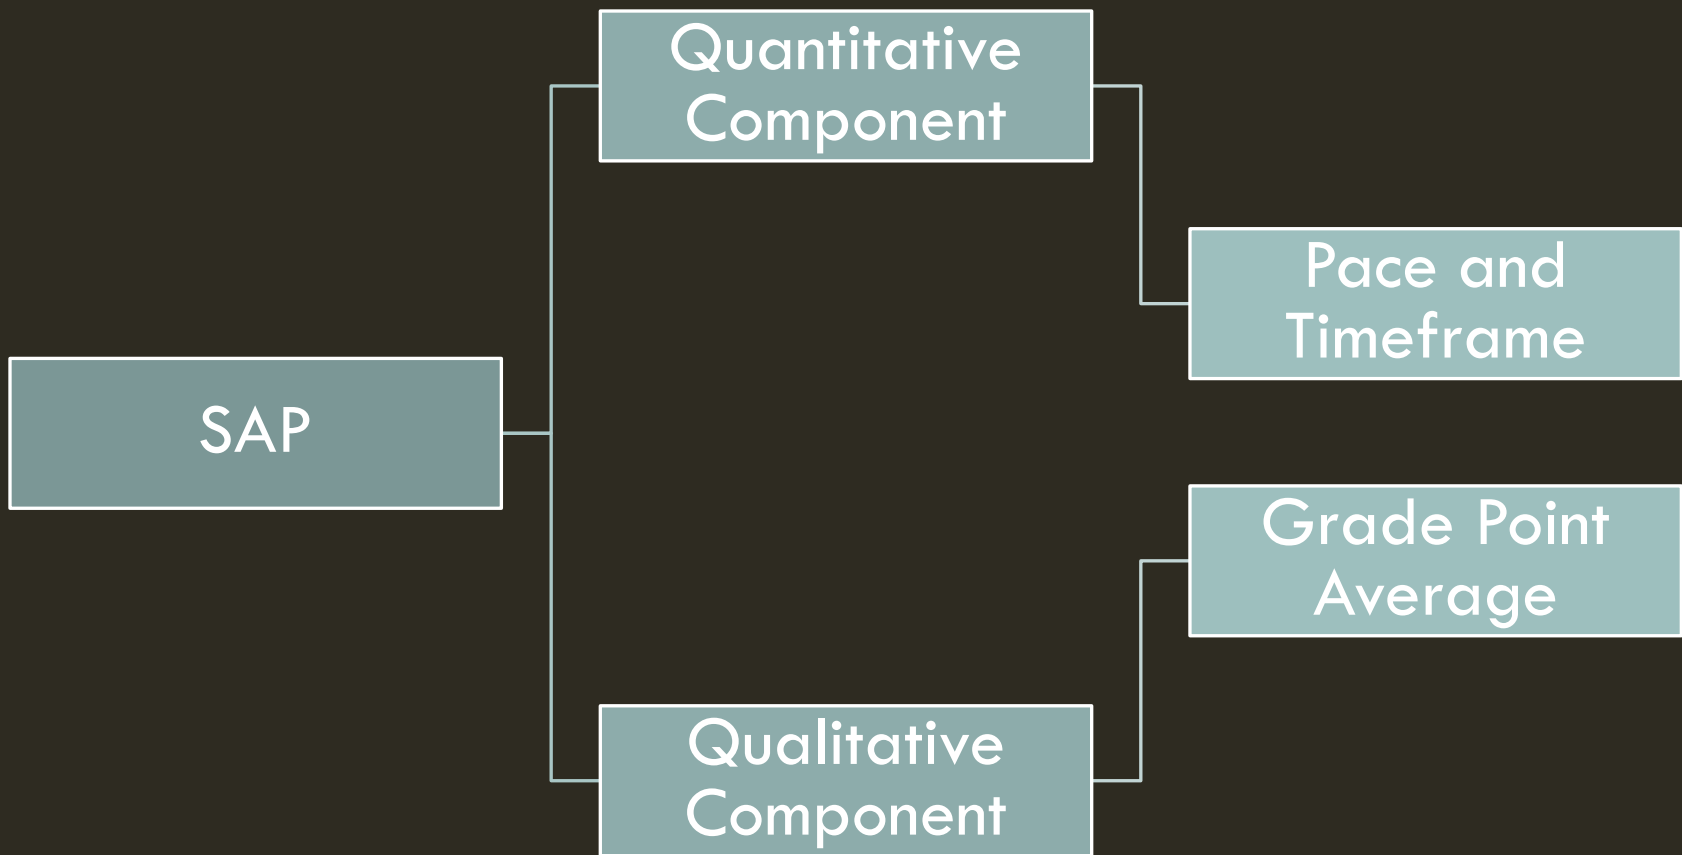 Quantitative
Component
Pace and
Timeframe
SAP
Grade Point
Average
Qualitative
Component